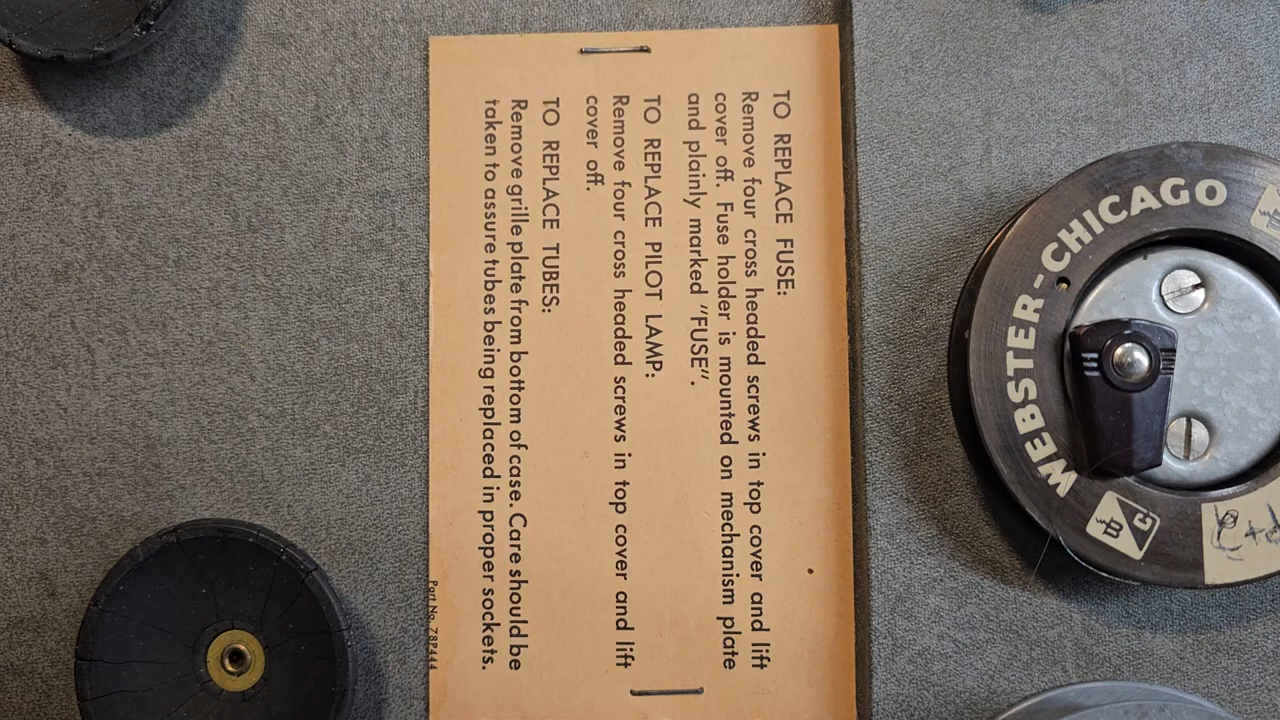 TO REPLACE FUSE:
Remove four cross headed screws in top cover and lift
cover off. Fuse holder is mounted on mechanism plate
and plainly marked "FUSE".
TO REPLACE PILOT LAMP:
Remove four cross headed screws in top cover and lift
cover off.
TO REPLACE TUBES:
Remove grille plate from bottom of case. Care should be
taken to assure tubes being replaced in proper sockets.
Part No. 78P444
WEBSTER-CHICAGO